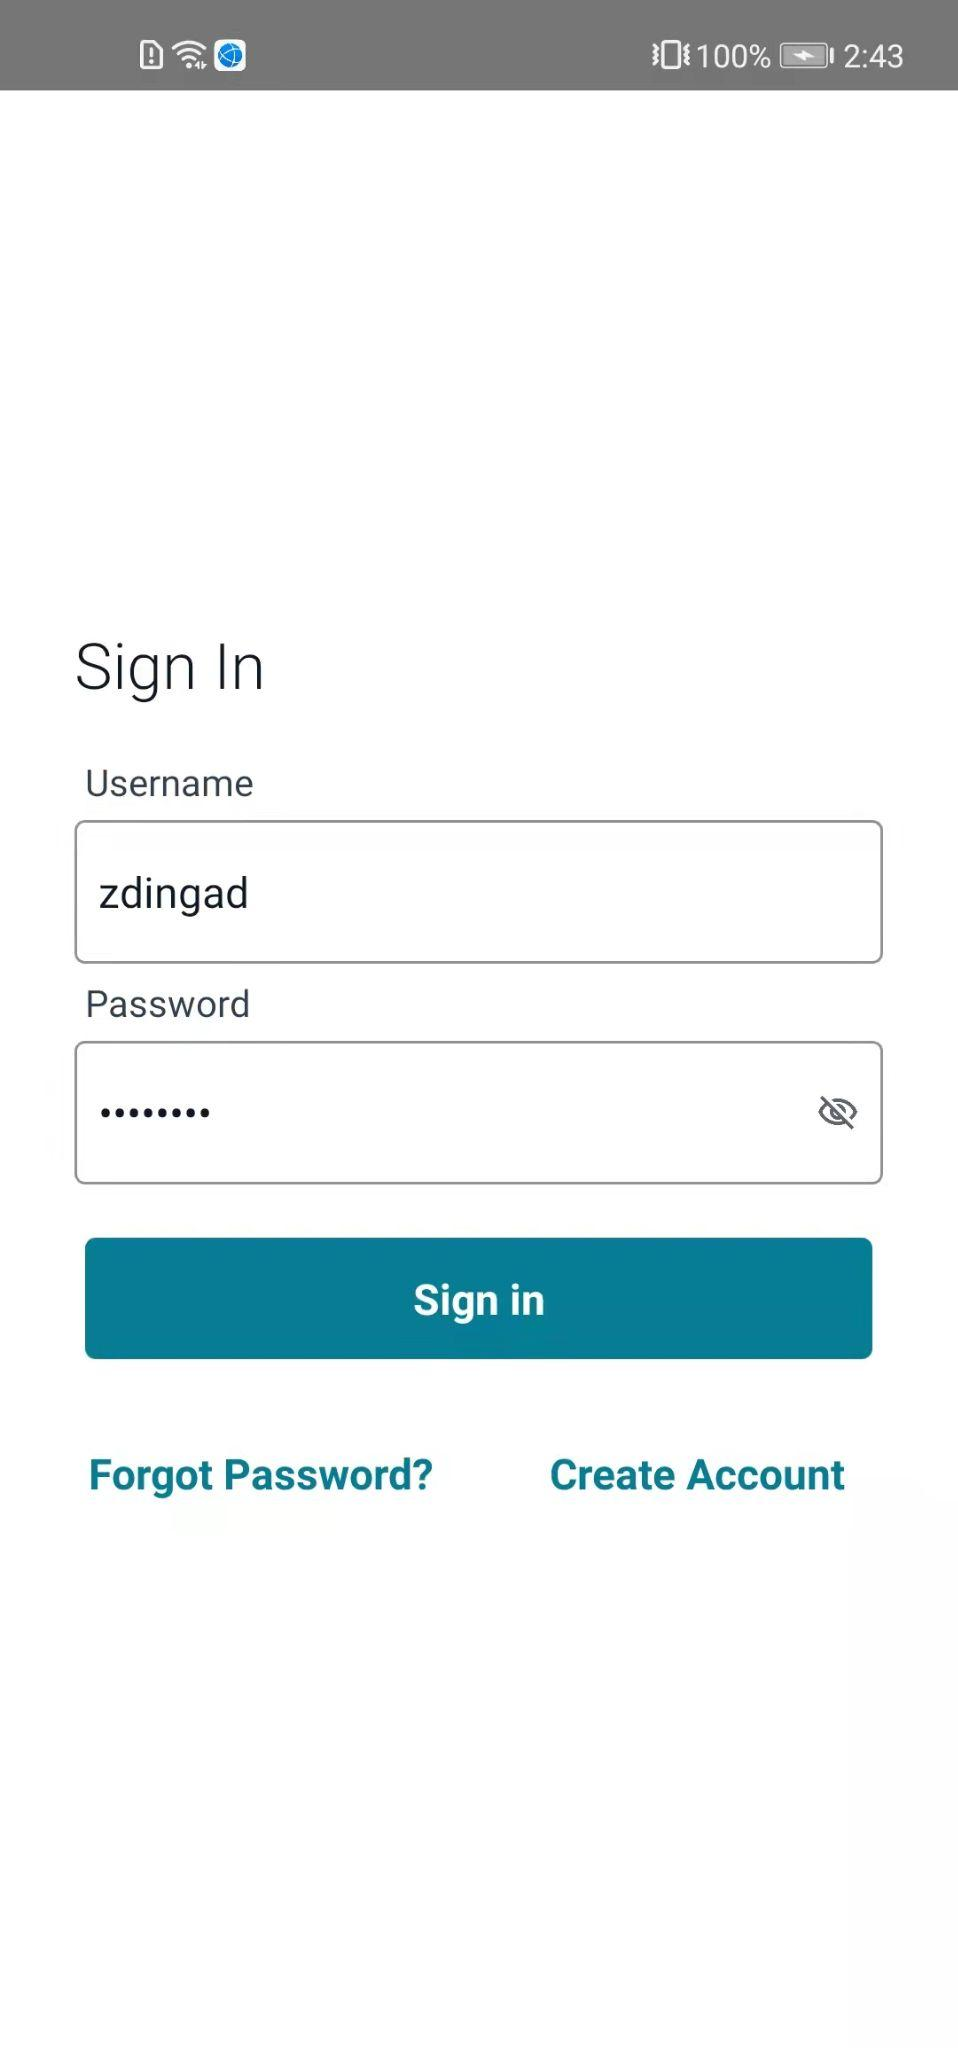 100% 2:43
Sign In
Username
zdingad
Password
••••••••
Sign in
Forgot Password? Create Account